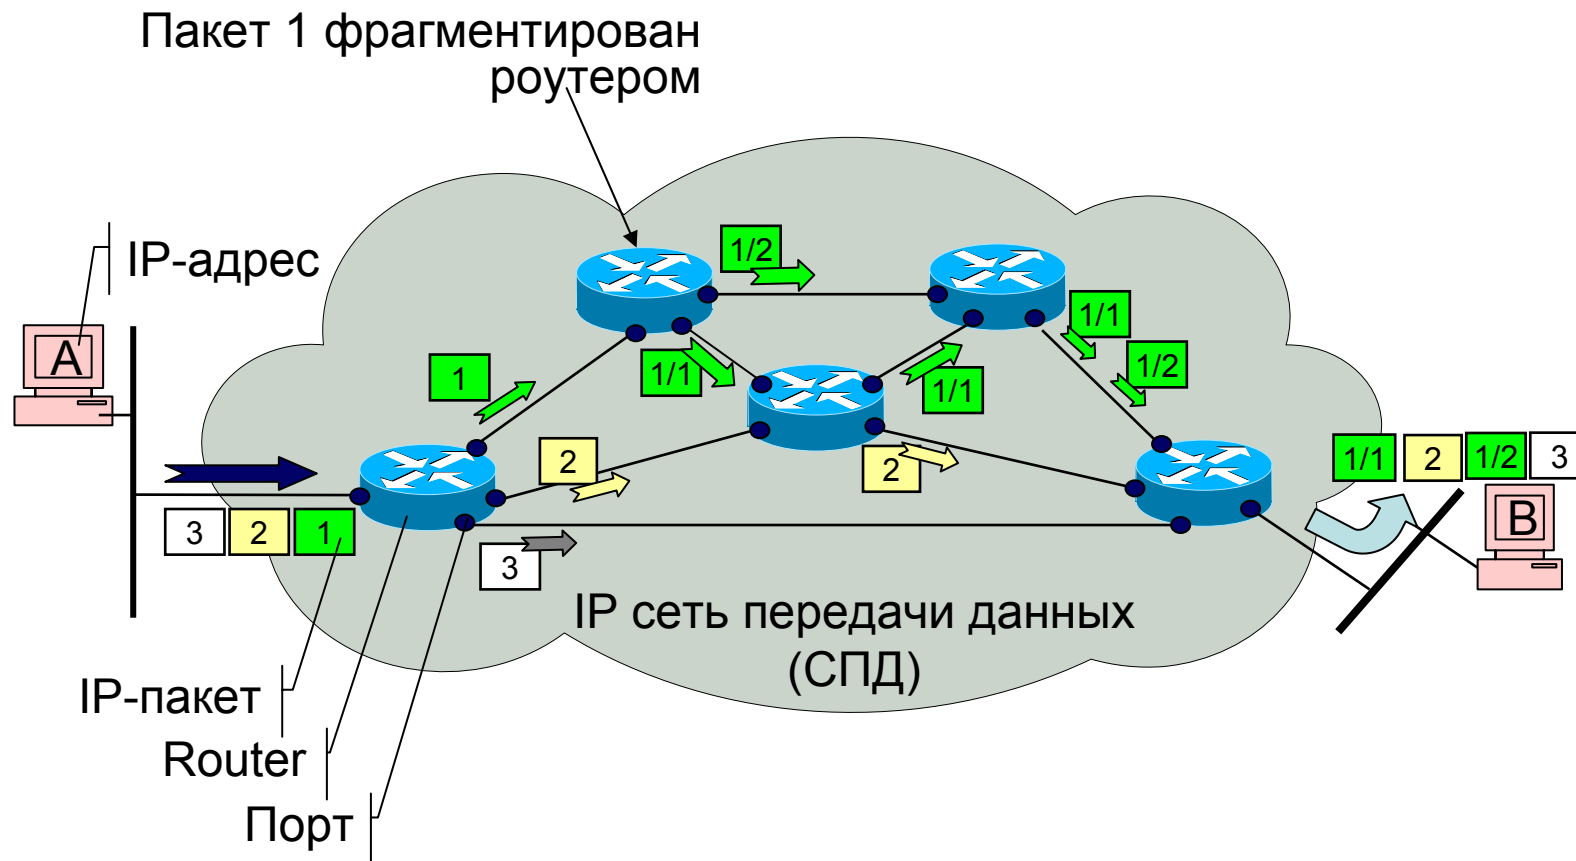 Пакет 1 фрагментирован
роутером
IP-адрес
A
1/2
1/1
1/2
1
1/1
1/1
2
2
3 2 1
3
1/1 2 1/2 3
B
IP сеть передачи данных
(СПД)
IP-пакет
Router
Порт